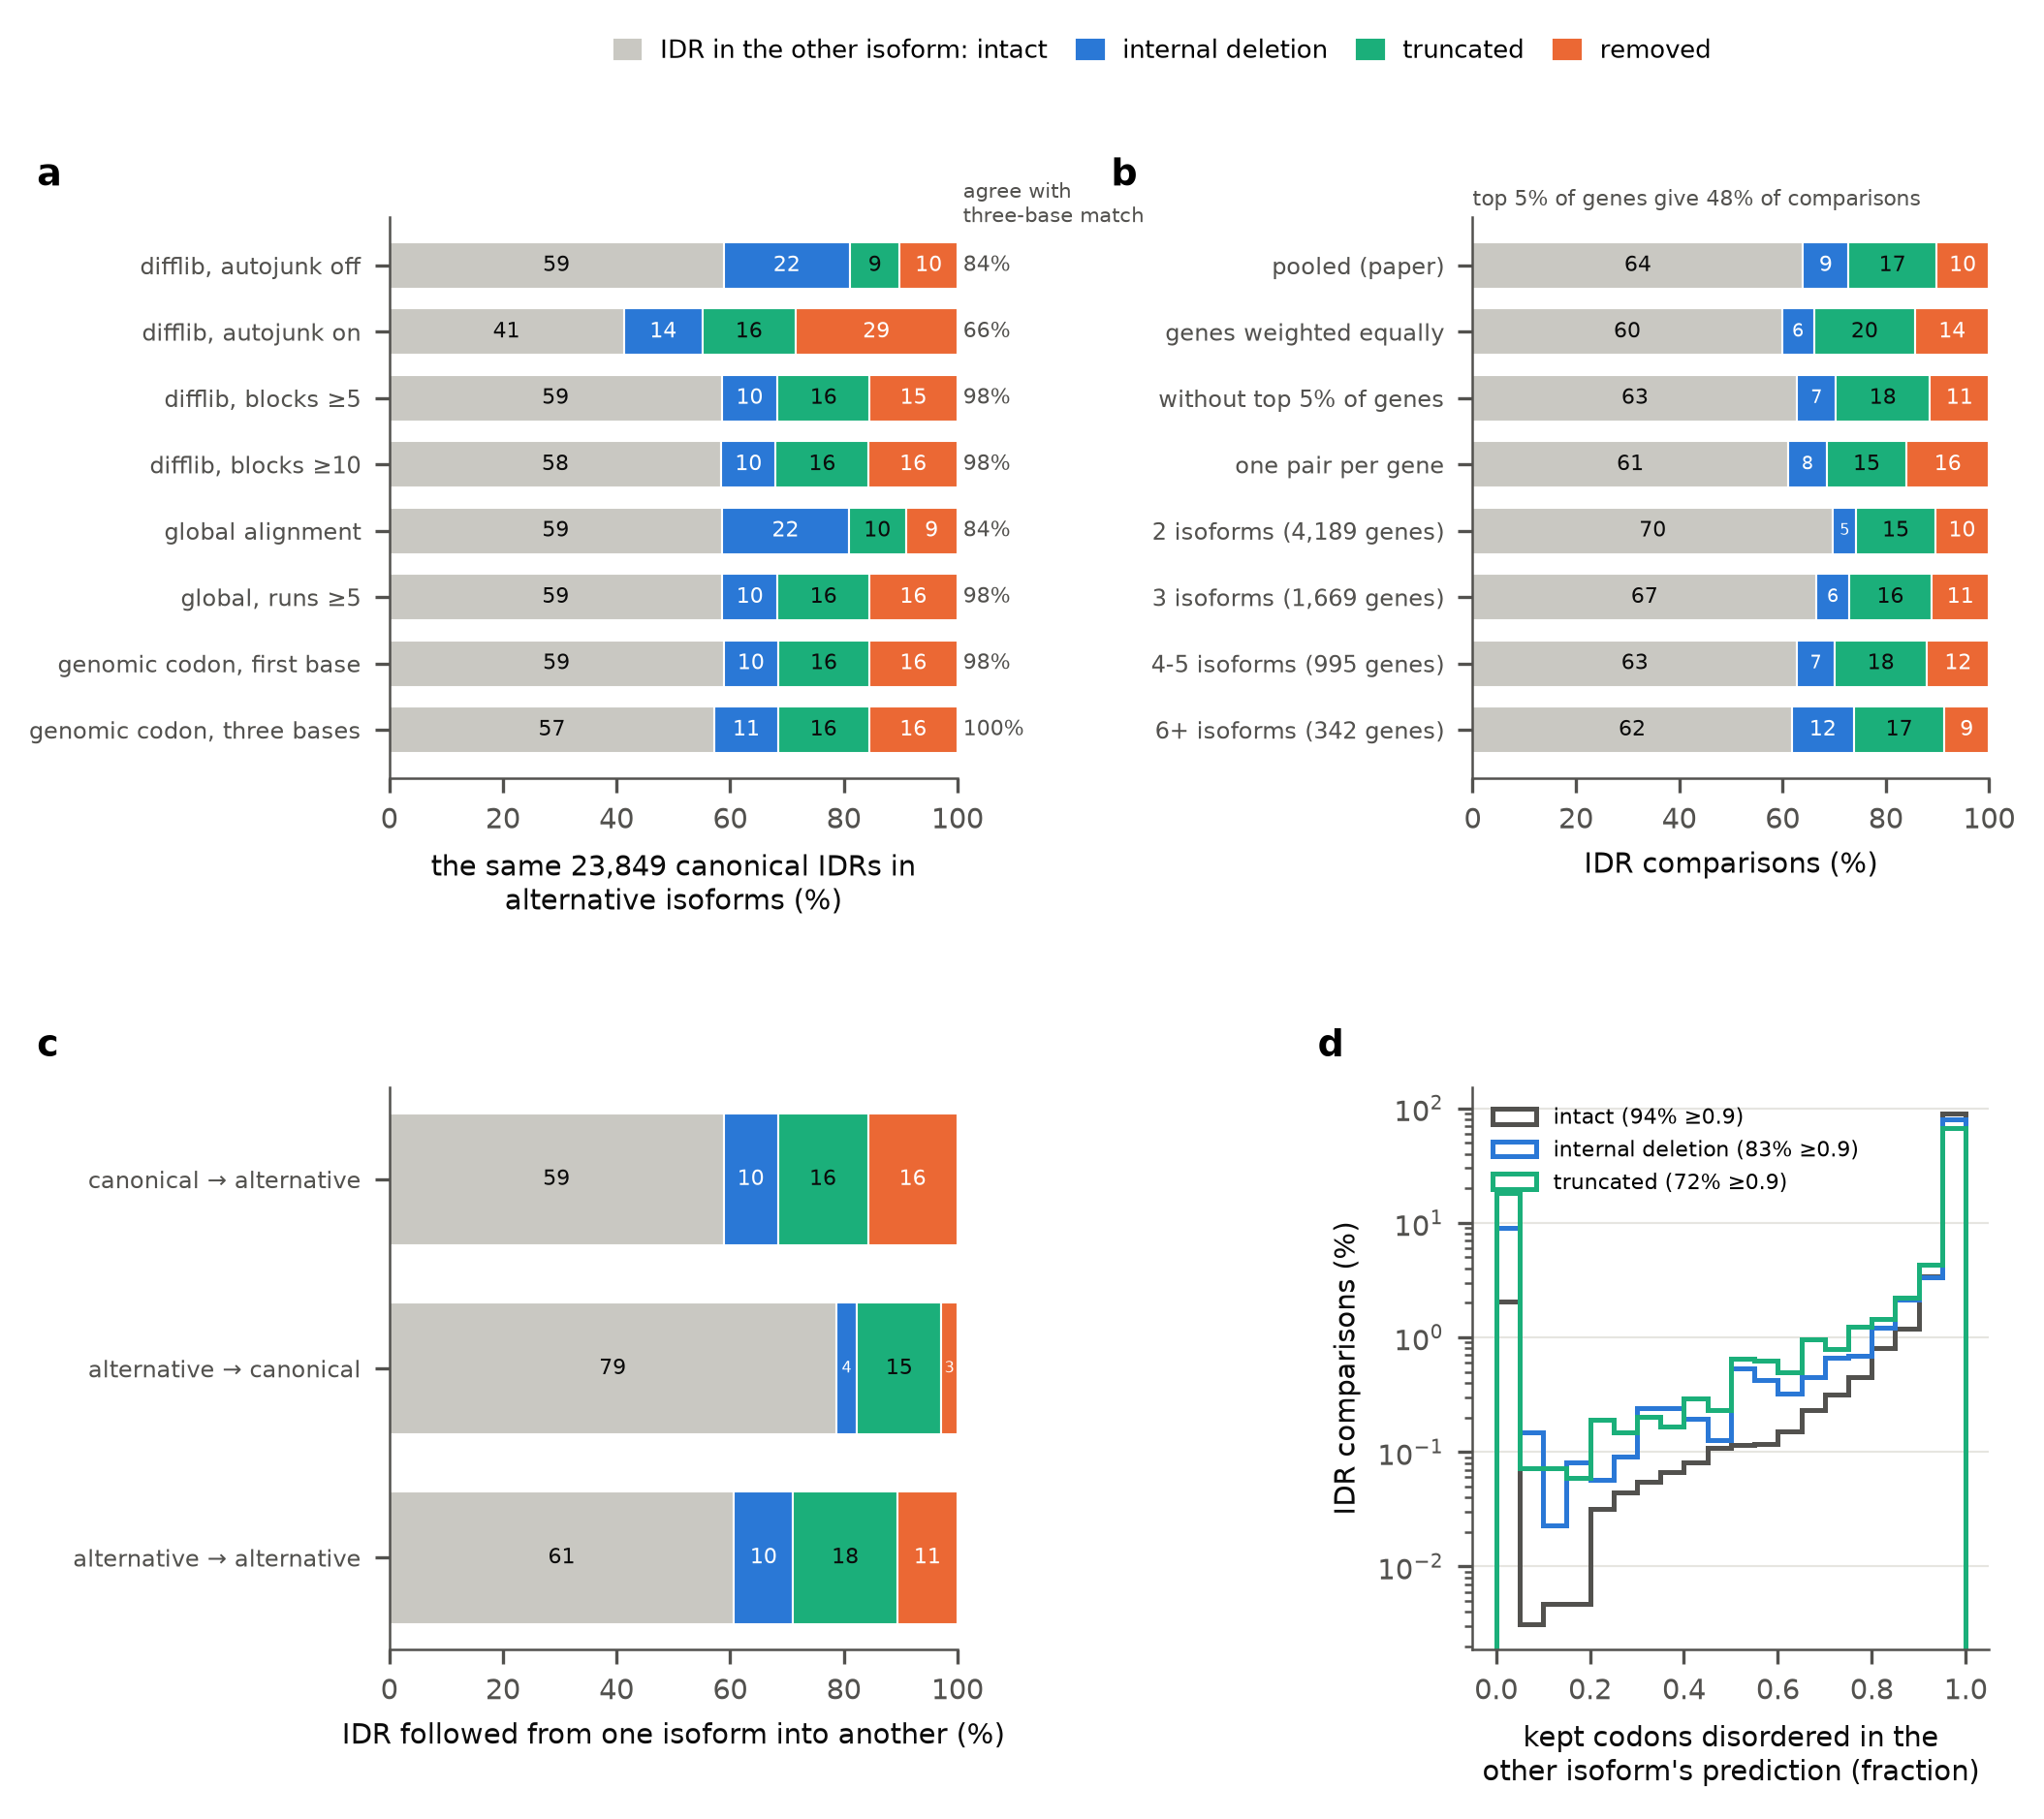 IDR in the other isoform: intact internal deletion truncated removed
a
agree with
three-base match
difflib, autojunk off 59 22 9 10 84%
difflib, autojunk on 41 14 16 29 66%
difflib, blocks ≥5 59 10 16 15 98%
difflib, blocks ≥10 58 10 16 16 98%
global alignment 59 22 10 9 84%
global, runs ≥5 59 10 16 16 98%
genomic codon, first base 59 10 16 16 98%
genomic codon, three bases 57 11 16 16 100%
0 20 40 60 80 100
the same 23,849 canonical IDRs in
alternative isoforms (%)
b
top 5% of genes give 48% of comparisons
pooled (paper) 64 9 17 10
genes weighted equally 60 6 20 14
without top 5% of genes 63 7 18 11
one pair per gene 61 8 15 16
2 isoforms (4,189 genes) 70 5 15 10
3 isoforms (1,669 genes) 67 6 16 11
4-5 isoforms (995 genes) 63 7 18 12
6+ isoforms (342 genes) 62 12 17 9
0 20 40 60 80 100
IDR comparisons (%)
c
canonical → alternative 59 10 16 16
alternative → canonical 79 4 15 3
alternative → alternative 61 10 18 11
0 20 40 60 80 100
IDR followed from one isoform into another (%)
d
intact (94% ≥0.9)
internal deletion (83% ≥0.9)
truncated (72% ≥0.9)
10²
10¹
10⁰
10⁻¹
10⁻²
IDR comparisons (%)
0.0 0.2 0.4 0.6 0.8 1.0
kept codons disordered in the
other isoform's prediction (fraction)